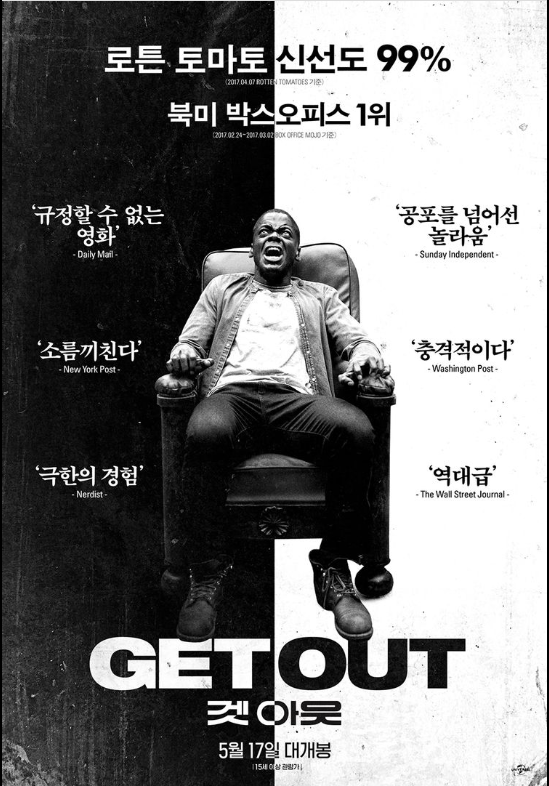 로튼 토마토 신선도 99%
(2017.04.07 ROTTEN TOMATOES 기준)
북미 박스오피스 1위
(2017.02.24~2017.03.02 BOX OFFICE MOJO 기준)
‘규정할 수 없는
영화’
- Daily Mail -
‘공포를 넘어선
놀라움’
- Sunday Independent -
‘소름끼친다’
- New York Post -
‘충격적이다’
- Washington Post -
‘극한의 경험’
- Nerdist -
‘역대급’
- The Wall Street Journal -
GET OUT
겟 아웃
5월 17일 대개봉
[15세 이상 관람가]